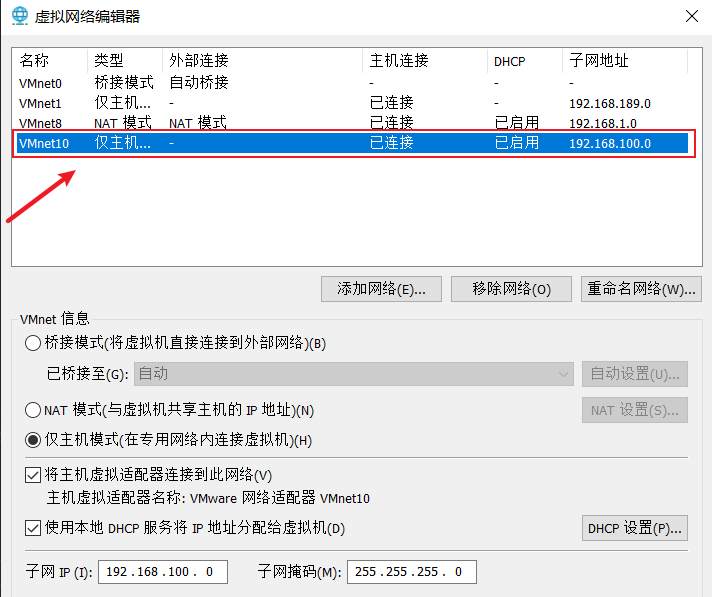 虚拟网络编辑器
名称 类型 外部连接 主机连接 DHCP 子网地址
VMnet0 桥接模式 自动桥接 - - -
VMnet1 仅主机... - 已连接 - 192.168.189.0
VMnet8 NAT 模式 NAT 模式 已连接 已启用 192.168.1.0
VMnet10 仅主机... - 已连接 已启用 192.168.100.0
添加网络(E)... 移除网络(O) 重命名网络(W)...
VMnet 信息
桥接模式(将虚拟机直接连接到外部网络)(B)
已桥接至(G): 自动 自动设置(U)...
NAT 模式(与虚拟机共享主机的 IP 地址)(N) NAT 设置(S)...
仅主机模式(在专用网络内连接虚拟机)(H)
将主机虚拟适配器连接到此网络(V)
主机虚拟适配器名称: VMware 网络适配器 VMnet10
使用本地 DHCP 服务将 IP 地址分配给虚拟机(D) DHCP 设置(P)...
子网 IP (I): 192.168.100. 0 子网掩码(M): 255.255.255. 0